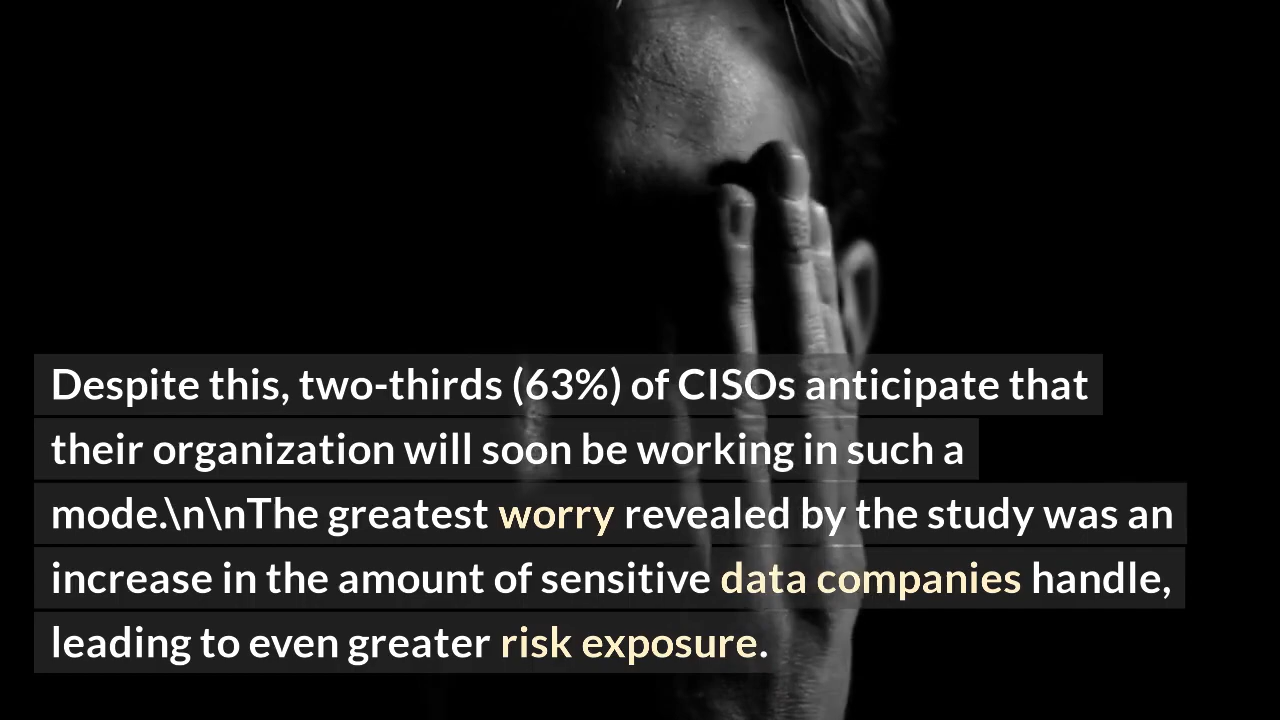 Despite this, two-thirds (63%) of CISOs anticipate that
their organization will soon be working in such a
mode.\n\nThe greatest worry revealed by the study was an
increase in the amount of sensitive data companies handle,
leading to even greater risk exposure.